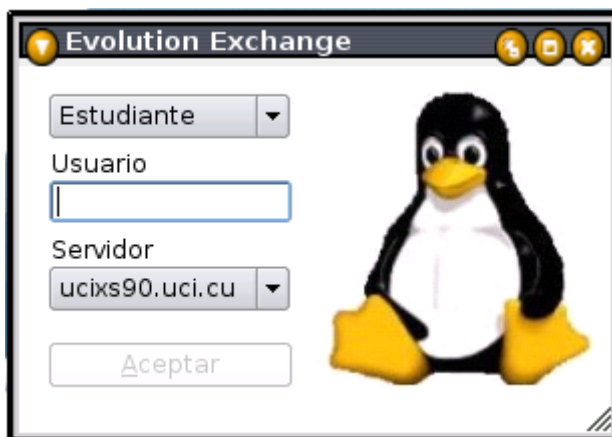 Evolution Exchange
Estudiante
Usuario
Servidor
ucixs90.uci.cu
Aceptar